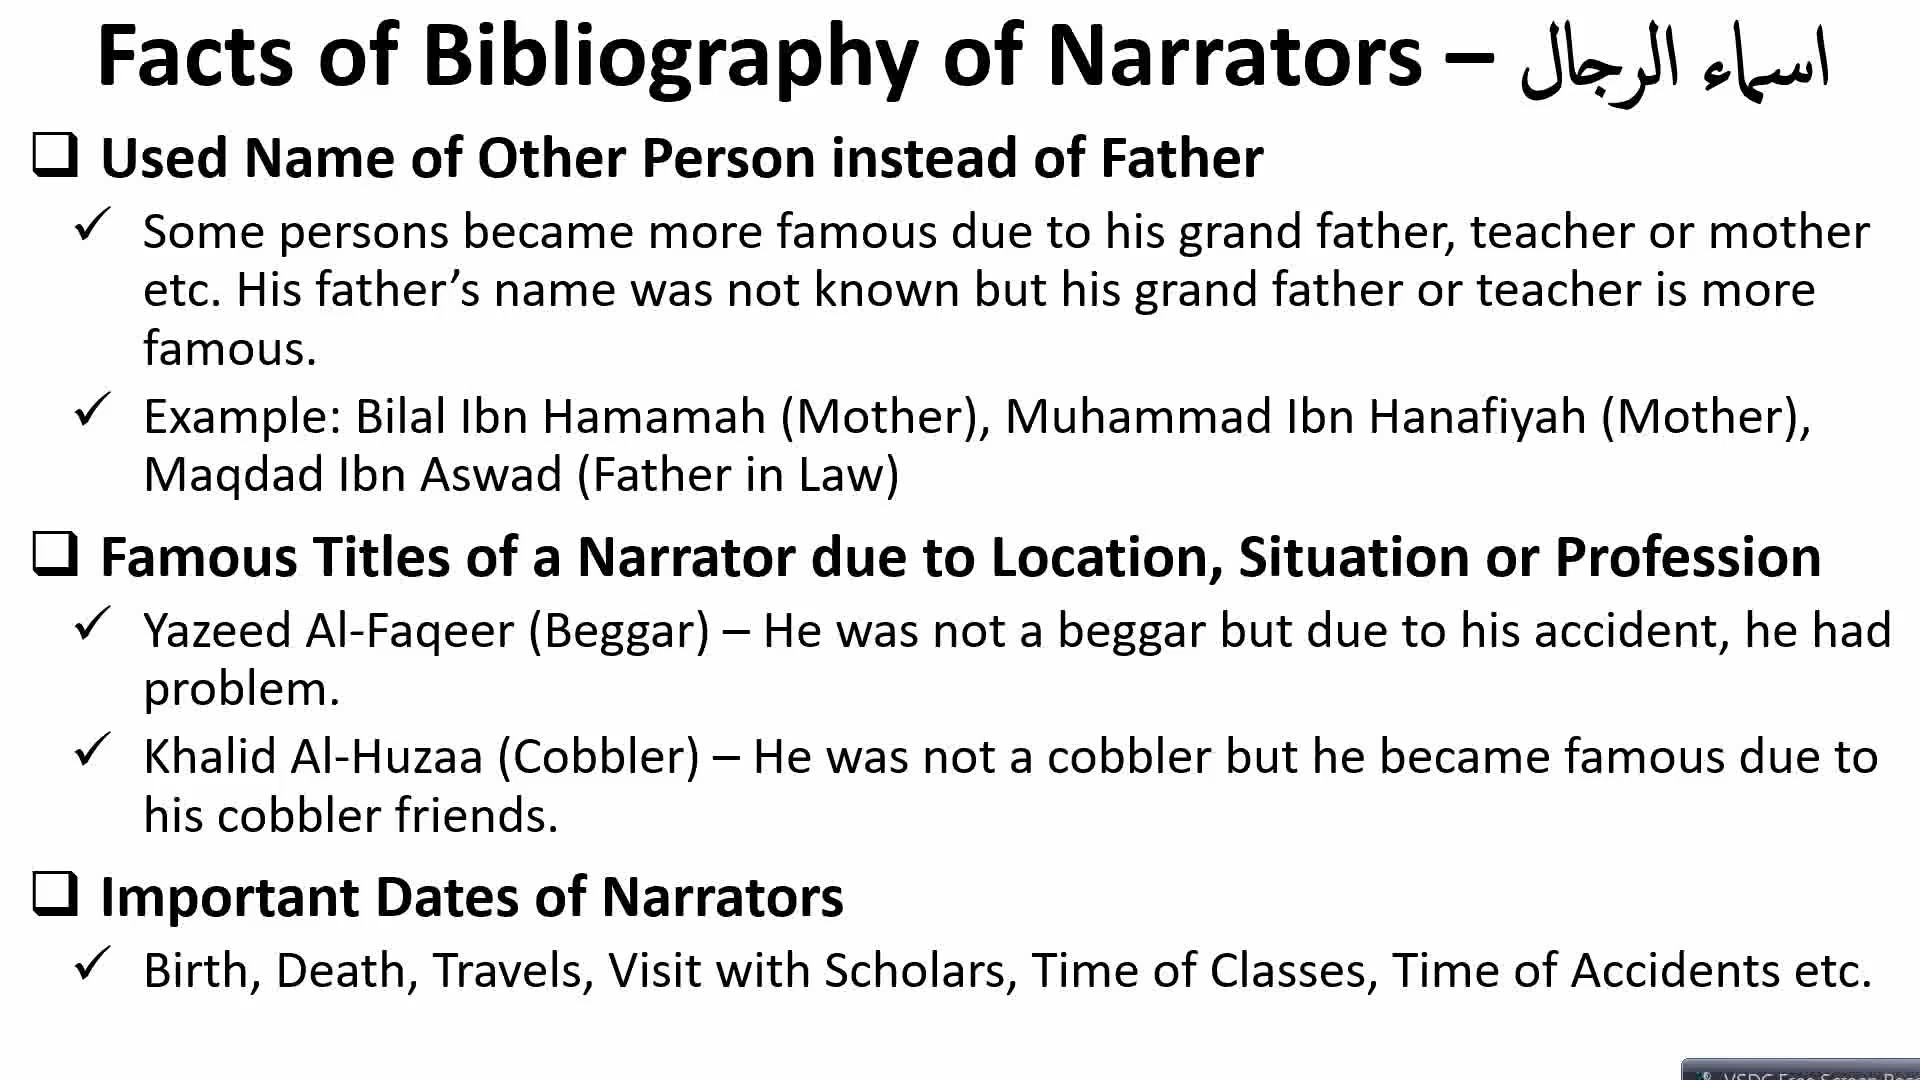 Facts of Bibliography of Narrators – اسماء الرجال
Used Name of Other Person instead of Father
Some persons became more famous due to his grand father, teacher or mother
etc. His father’s name was not known but his grand father or teacher is more
famous.
Example: Bilal Ibn Hamamah (Mother), Muhammad Ibn Hanafiyah (Mother),
Maqdad Ibn Aswad (Father in Law)
Famous Titles of a Narrator due to Location, Situation or Profession
Yazeed Al-Faqeer (Beggar) – He was not a beggar but due to his accident, he had
problem.
Khalid Al-Huzaa (Cobbler) – He was not a cobbler but he became famous due to
his cobbler friends.
Important Dates of Narrators
Birth, Death, Travels, Visit with Scholars, Time of Classes, Time of Accidents etc.
VSDC Free Screen